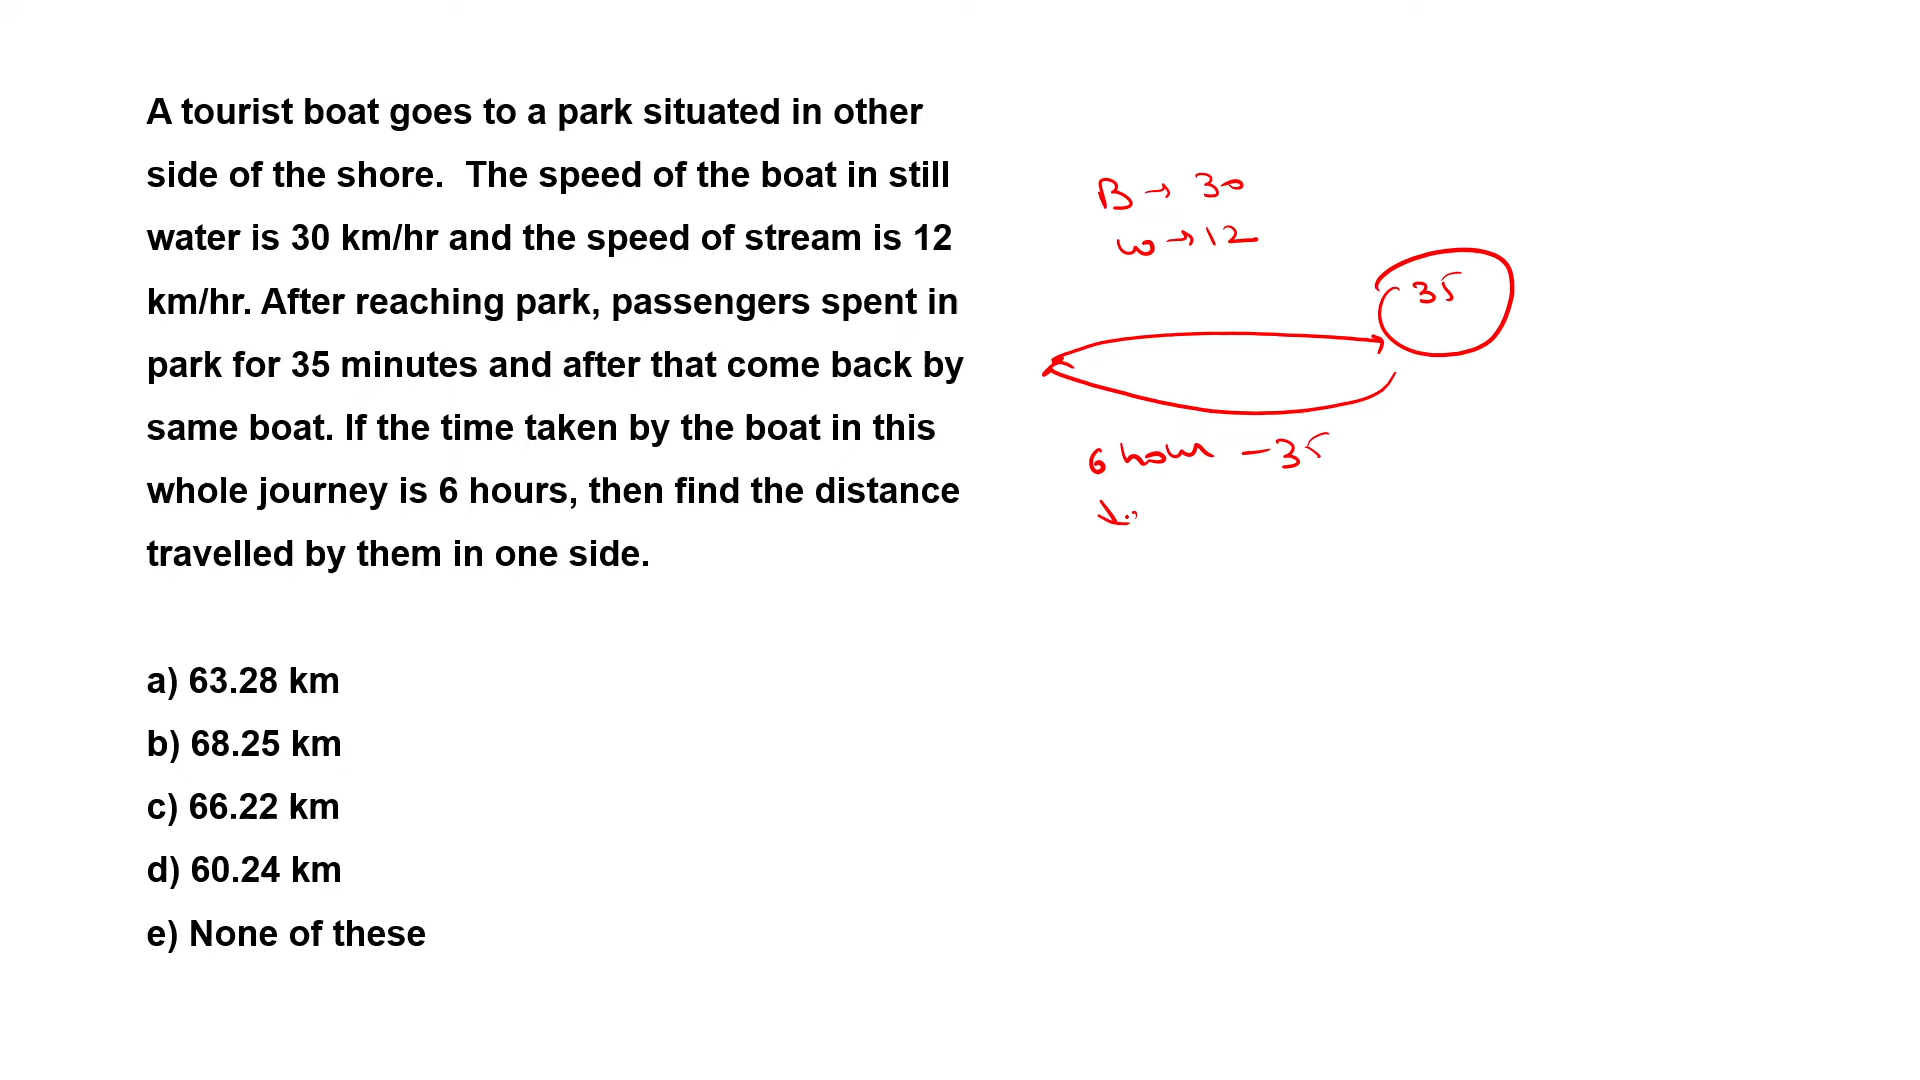 A tourist boat goes to a park situated in other
side of the shore. The speed of the boat in still
water is 30 km/hr and the speed of stream is 12
km/hr. After reaching park, passengers spent in
park for 35 minutes and after that come back by
same boat. If the time taken by the boat in this
whole journey is 6 hours, then find the distance
travelled by them in one side.
a) 63.28 km
b) 68.25 km
c) 66.22 km
d) 60.24 km
e) None of these
B → 30
w → 12
35
6 hour - 35